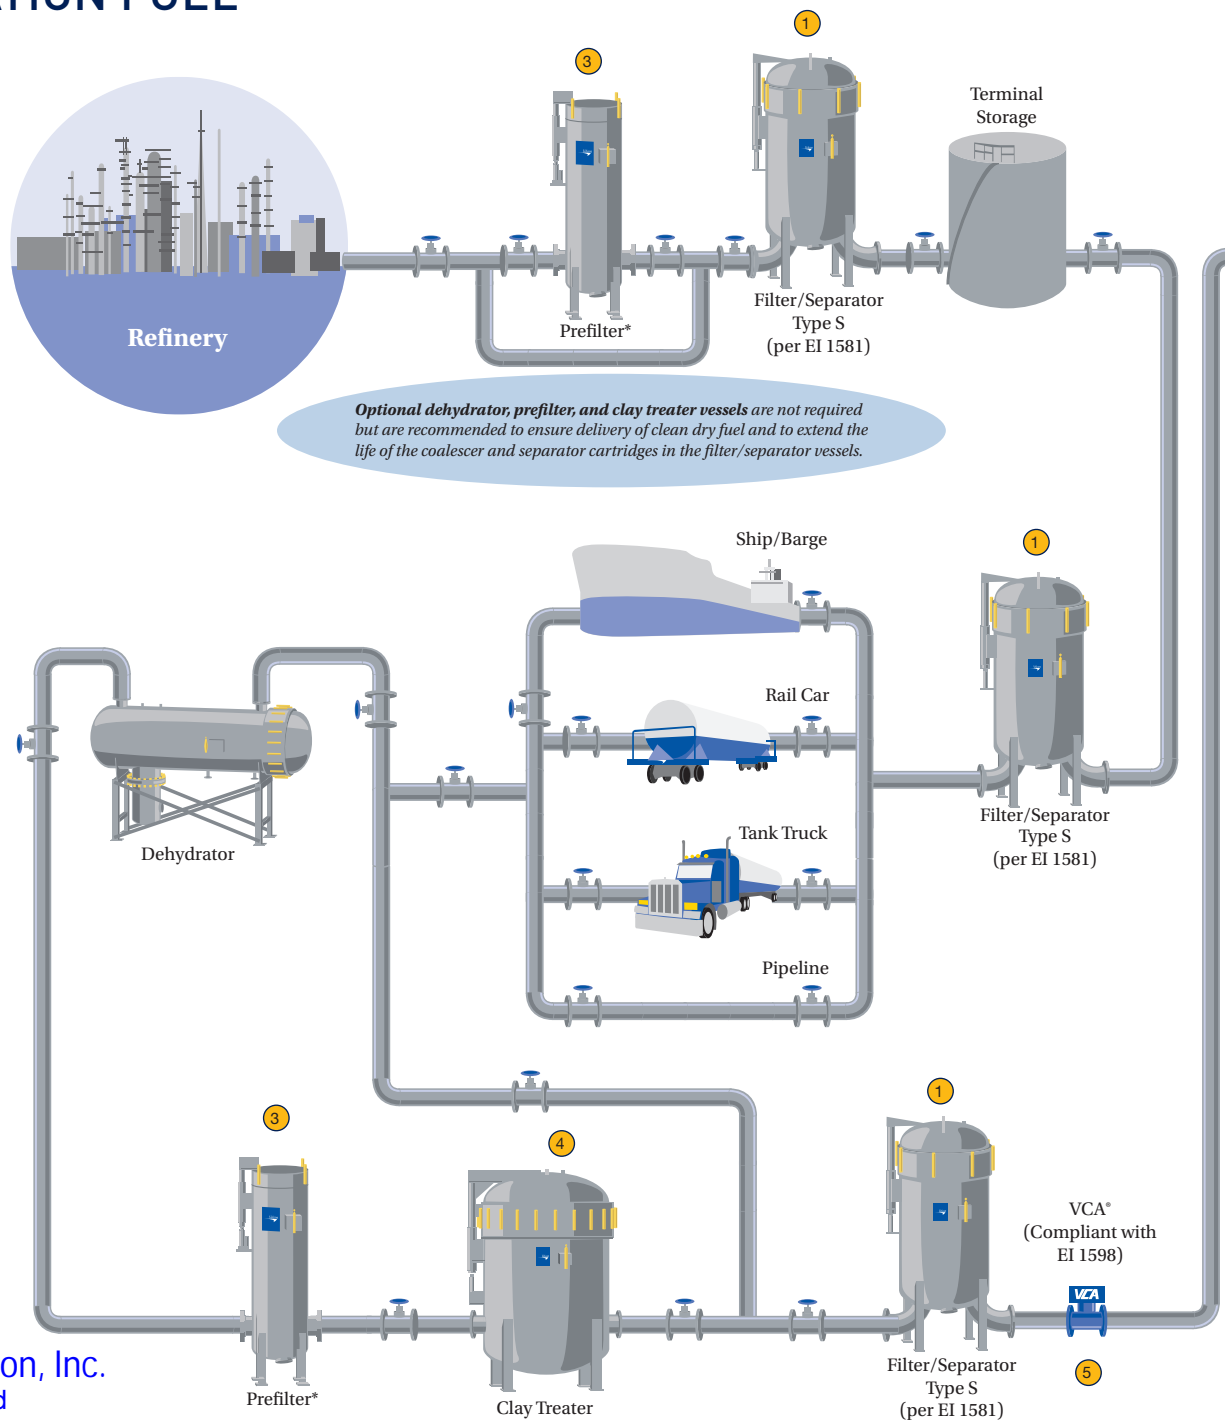 1
3
Terminal
Storage
Filter/Separator
Type S
(per EI 1581)
Prefilter*
Refinery
Optional dehydrator, prefilter, and clay treater vessels are not required
but are recommended to ensure delivery of clean dry fuel and to extend the
life of the coalescer and separator cartridges in the filter/separator vessels.
Ship/Barge
1
Rail Car
Filter/Separator
Type S
(per EI 1581)
Tank Truck
Dehydrator
Pipeline
1
3
4
VCA®
(Compliant with
EI 1598)
VCA
on, Inc.
d
Prefilter*
Clay Treater
Filter/Separator
Type S
(per EI 1581)
5